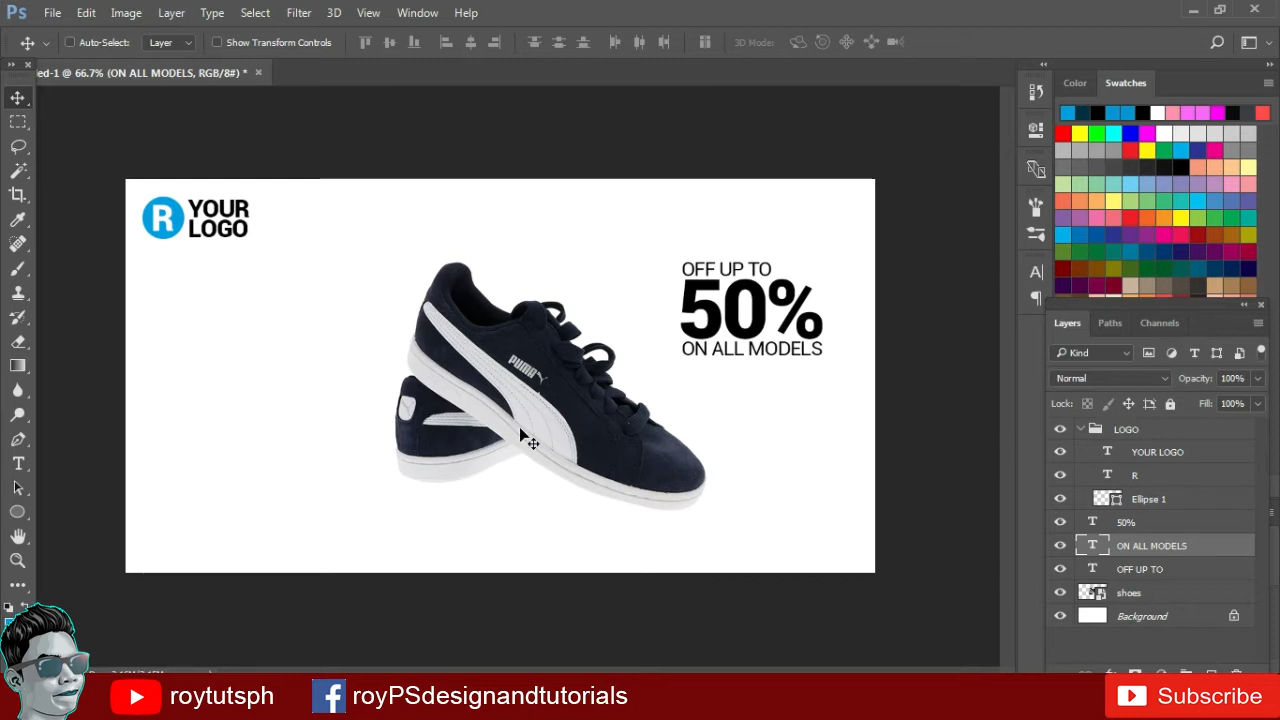 Ps File Edit Image Layer Type Select Filter 3D View Window Help
Auto-Select: Layer Show Transform Controls 3D Mode:
ed-1 @ 66.7% (ON ALL MODELS, RGB/8#) *
Color Swatches
R YOUR
LOGO
OFF UP TO
50%
ON ALL MODELS
PUMA
Layers Paths Channels
Kind
Normal Opacity: 100%
Lock: Fill: 100%
LOGO
T YOUR LOGO
T R
Ellipse 1
T 50%
T ON ALL MODELS
T OFF UP TO
shoes
Background
roytutsph royPSdesignandtutorials Subscribe